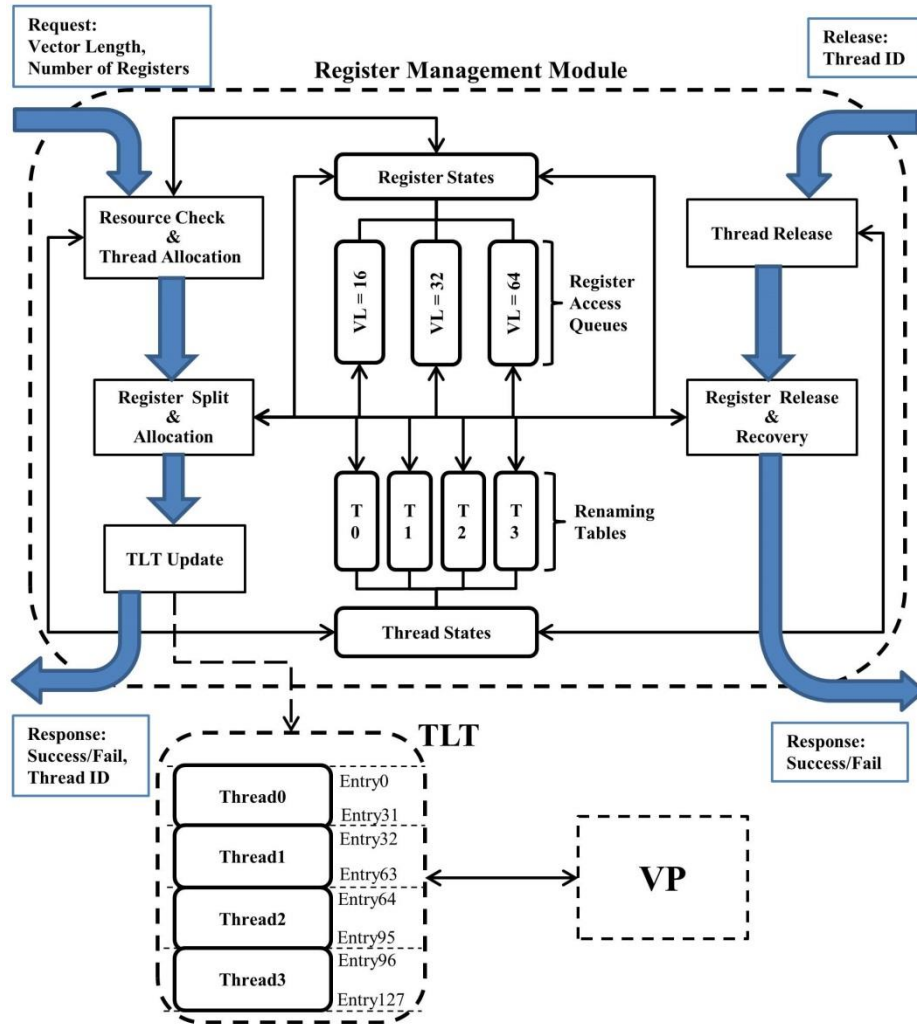 Request:
Vector Length,
Number of Registers
Release:
Thread ID
Register Management Module
Register States
Resource Check
&
Thread Allocation
Thread Release
VL = 16
VL = 32
VL = 64
Register
Access
Queues
Register Split
&
Allocation
Register Release
&
Recovery
T
0
T
1
T
2
T
3
Renaming
Tables
TLT Update
Thread States
Response:
Success/Fail,
Thread ID
Response:
Success/Fail
TLT
Thread0
Entry0
Entry31
Thread1
Entry32
Entry63
Thread2
Entry64
Entry95
Thread3
Entry96
Entry127
VP